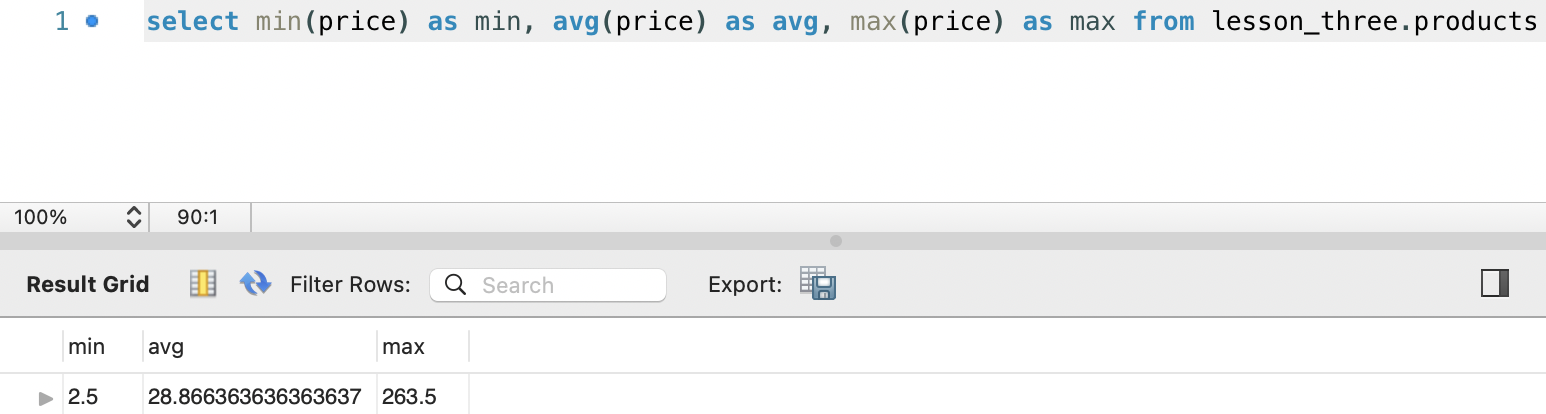 1 select min(price) as min, avg(price) as avg, max(price) as max from lesson_three.products
100% 90:1
Result Grid Filter Rows: Search Export:
min avg max
2.5 28.866363636363637 263.5